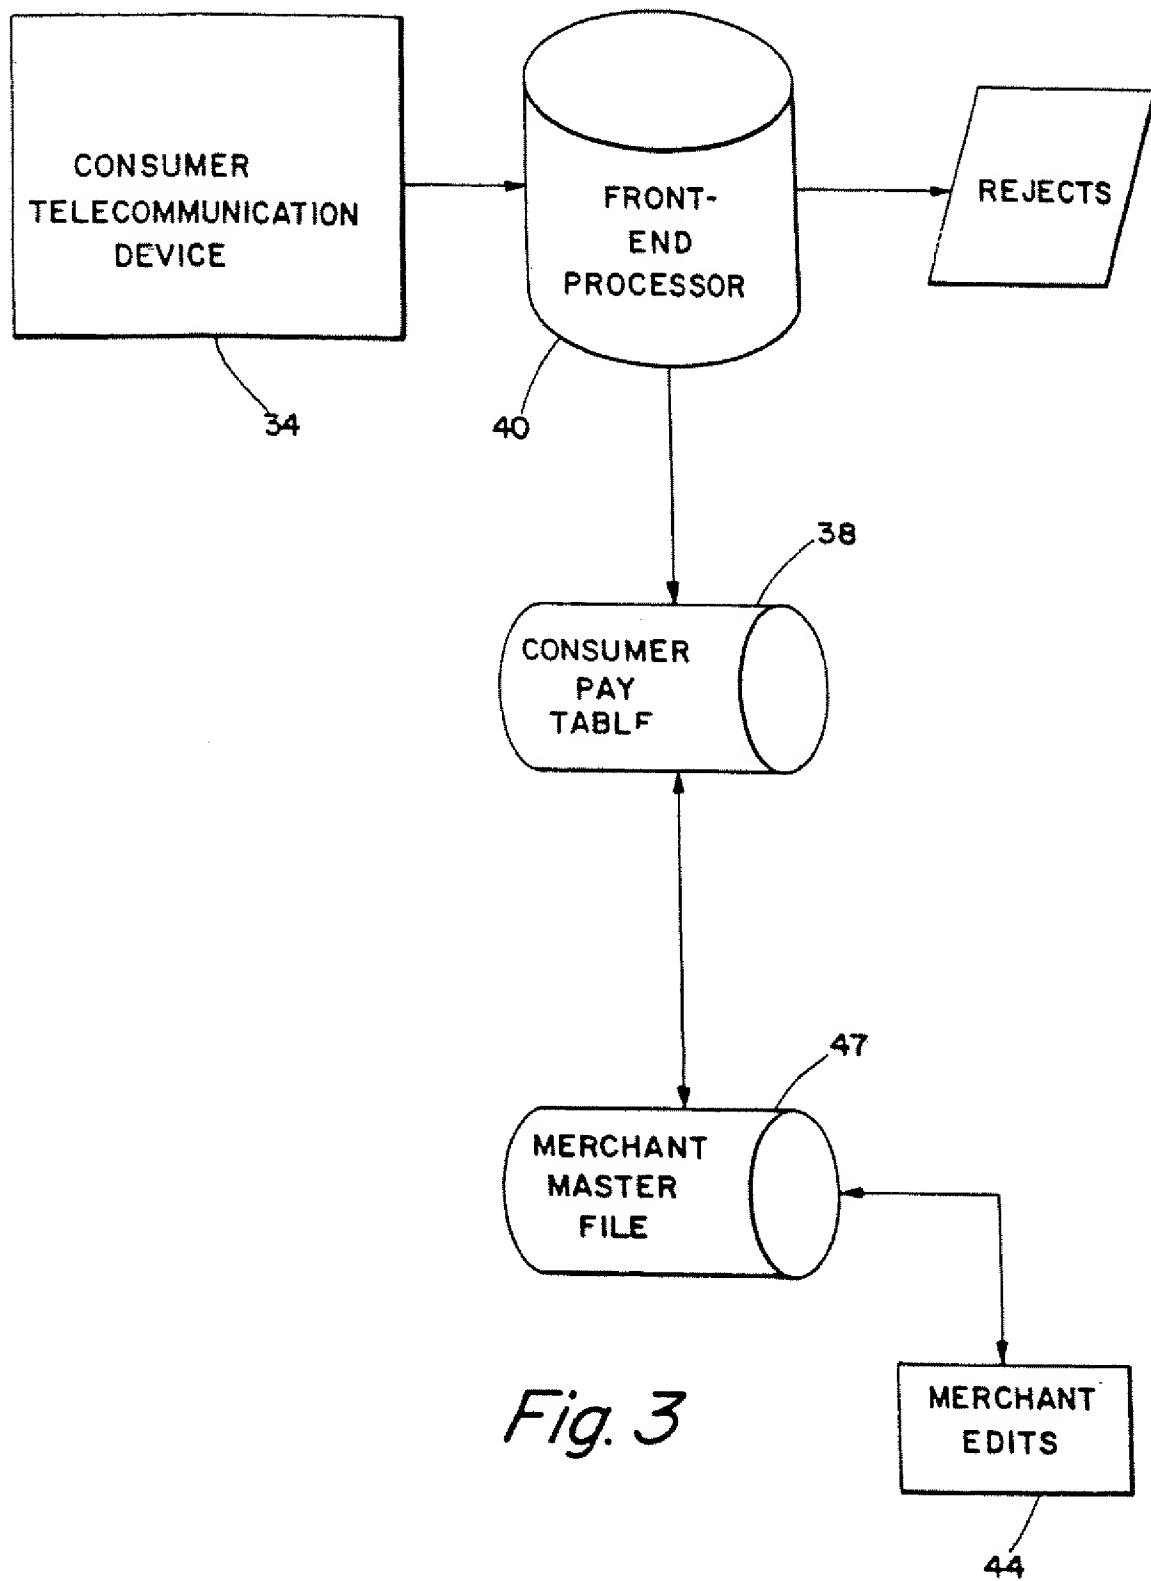 CONSUMER
TELECOMMUNICATION
DEVICE
34
FRONT-
END
PROCESSOR
40
REJECTS
38
CONSUMER
PAY
TABLE
47
MERCHANT
MASTER
FILE
MERCHANT
EDITS
44
Fig. 3